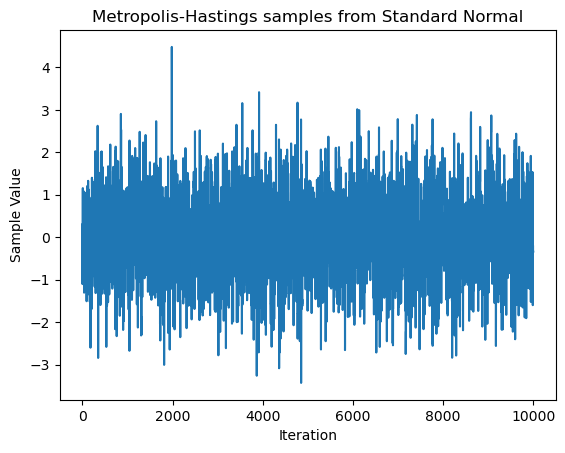 Metropolis-Hastings samples from Standard Normal
4
3
2
1
0
−1
−2
−3
Sample Value
0 2000 4000 6000 8000 10000
Iteration